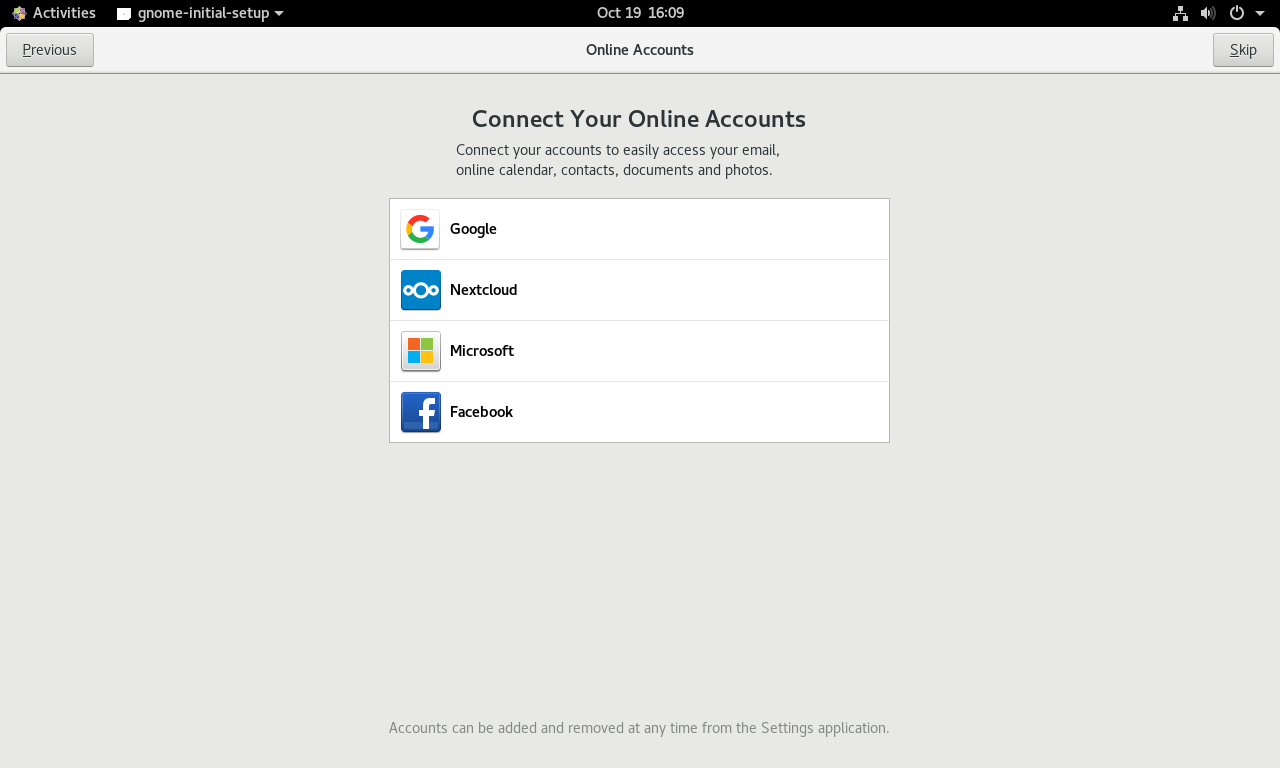 Activities gnome-initial-setup Oct 19 16:09
Previous Online Accounts Skip
Connect Your Online Accounts
Connect your accounts to easily access your email,
online calendar, contacts, documents and photos.
Google
Nextcloud
Microsoft
Facebook
Accounts can be added and removed at any time from the Settings application.